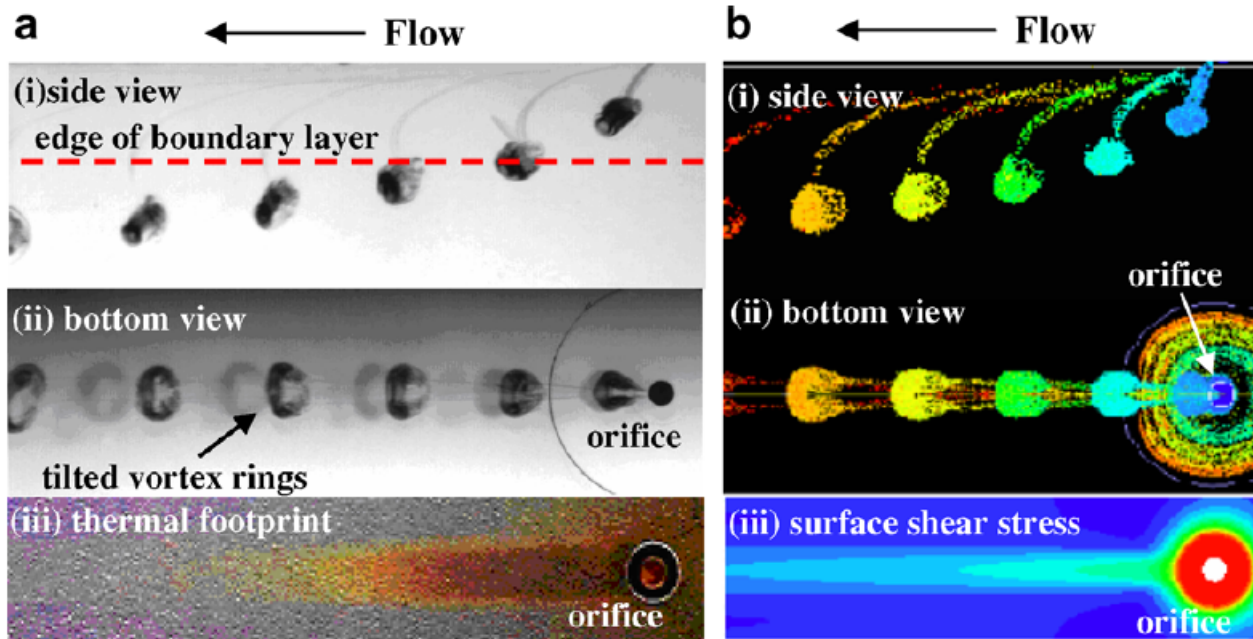 a
Flow
(i)side view
edge of boundary layer
(ii) bottom view
orifice
tilted vortex rings
(iii) thermal footprint
orifice
b
Flow
(i) side view
orifice
(ii) bottom view
(iii) surface shear stress
orifice